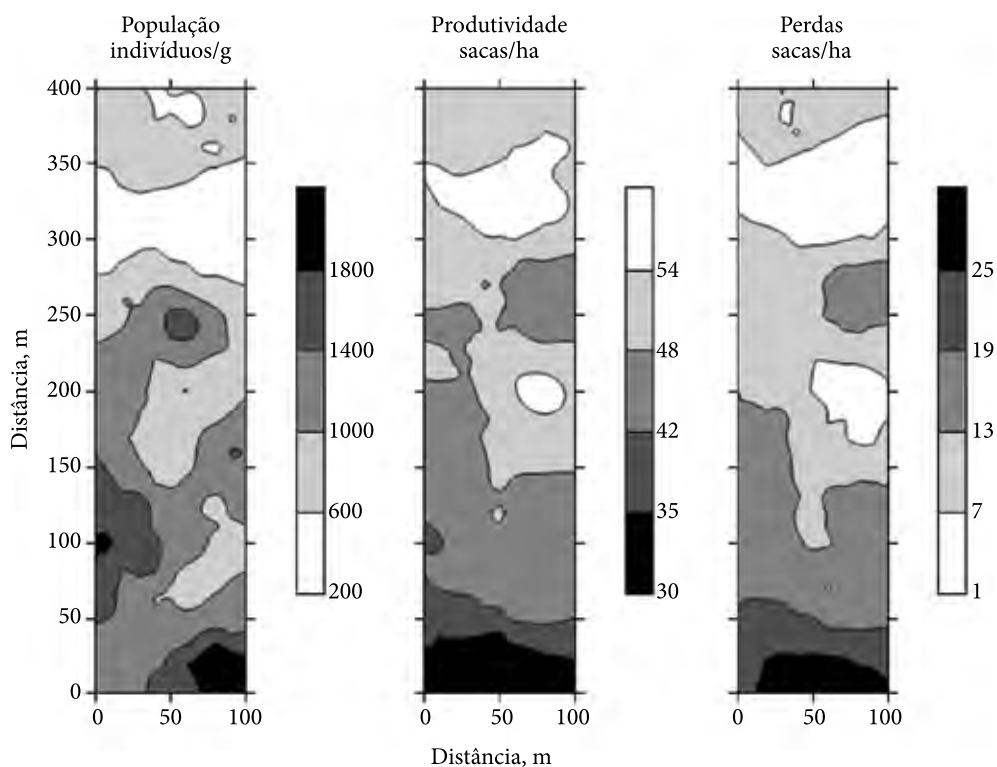 População
indivíduos/g
Produtividade
sacas/ha
Perdas
sacas/ha
400
350
300
250
200
150
100
50
0
Distância, m
1800
1400
1000
600
200
54
48
42
35
30
25
19
13
7
1
0 50 100
0 50 100
0 50 100
Distância, m